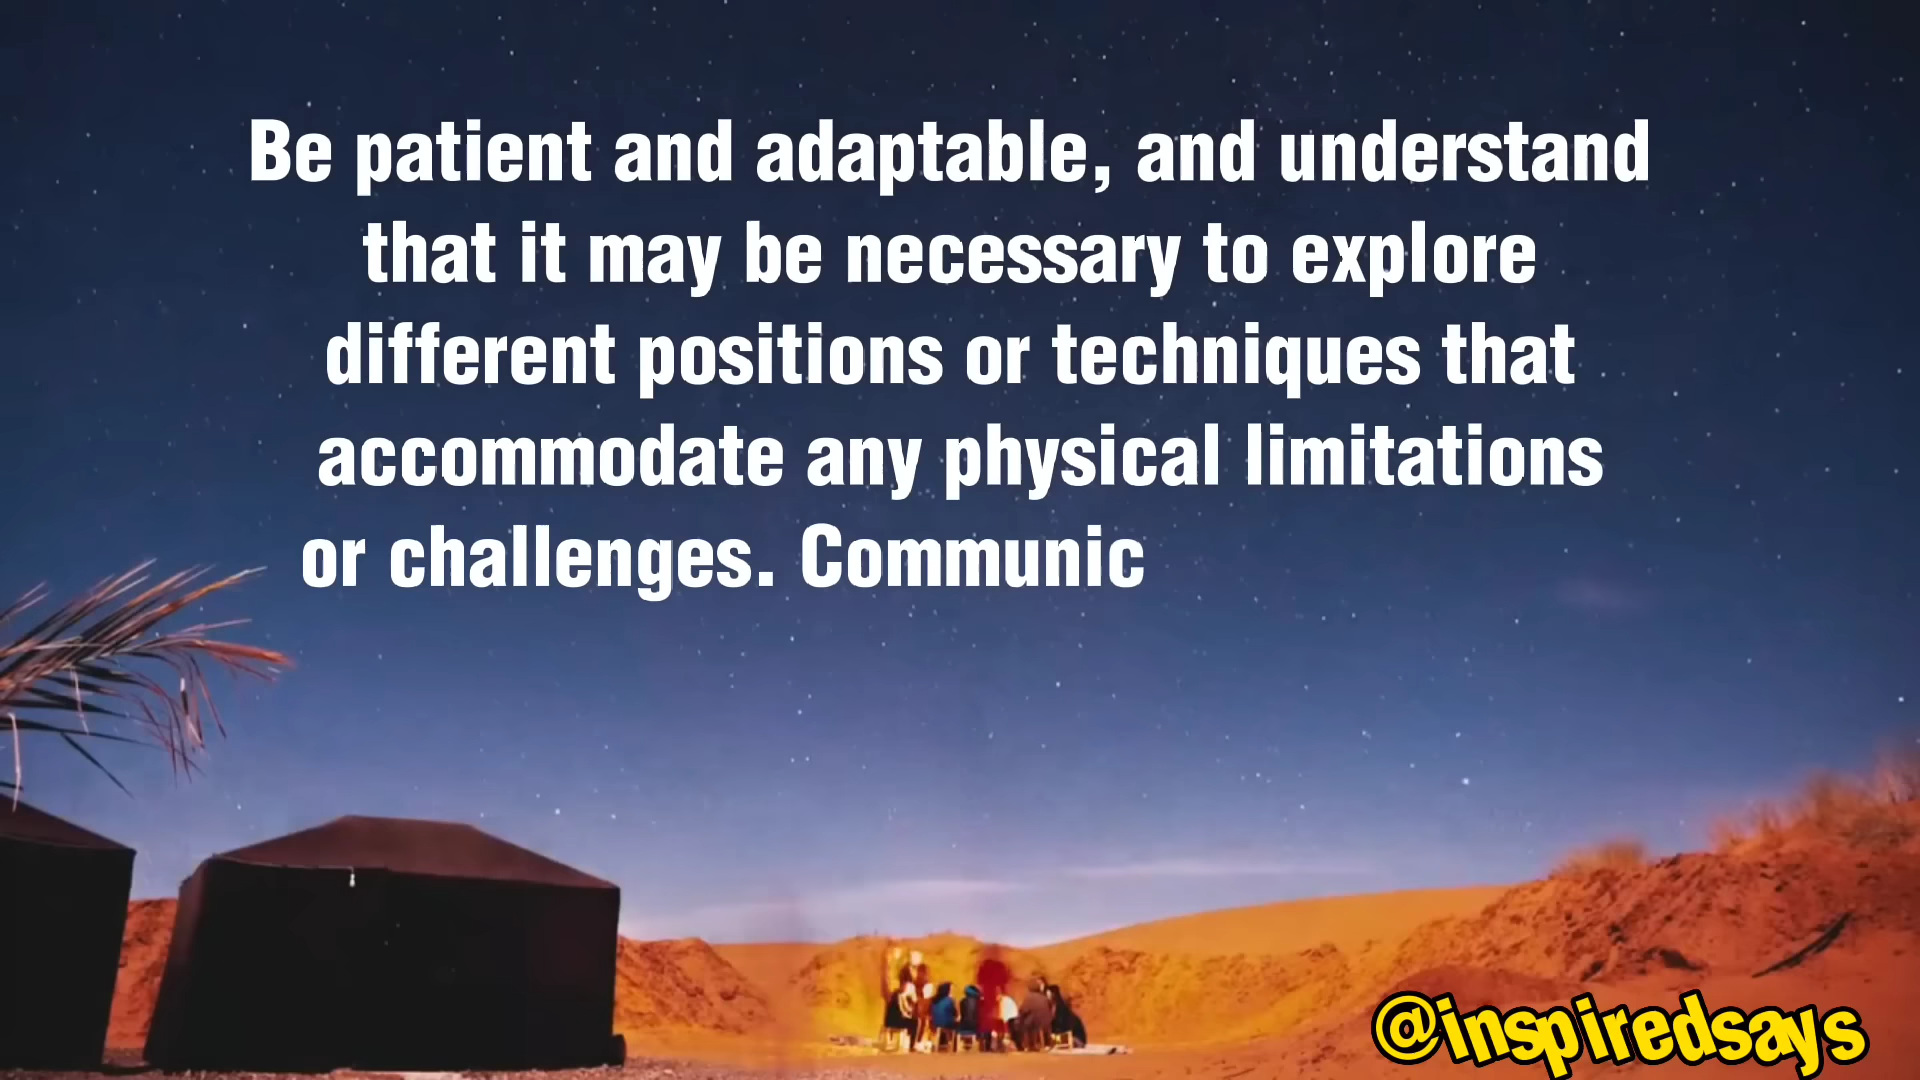 Be patient and adaptable, and understand
that it may be necessary to explore
different positions or techniques that
accommodate any physical limitations
or challenges. Communic
@inspiredsays